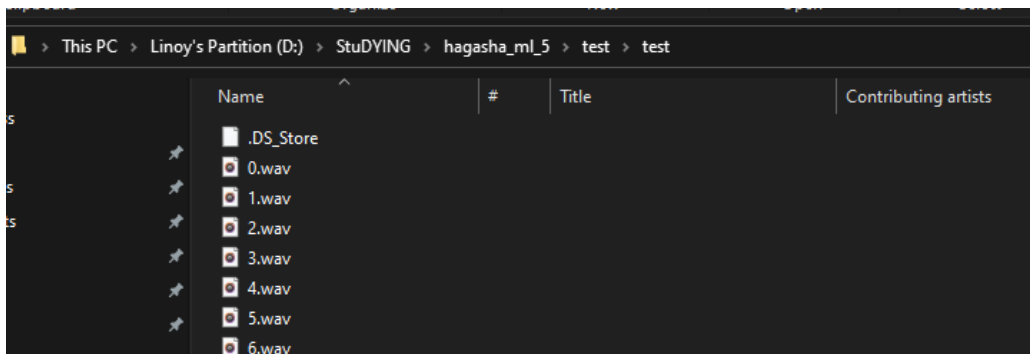 > This PC > Linoy's Partition (D:) > StuDYING > hagasha_ml_5 > test > test
Name # Title Contributing artists
.DS_Store
0.wav
1.wav
2.wav
3.wav
4.wav
5.wav
6.wav